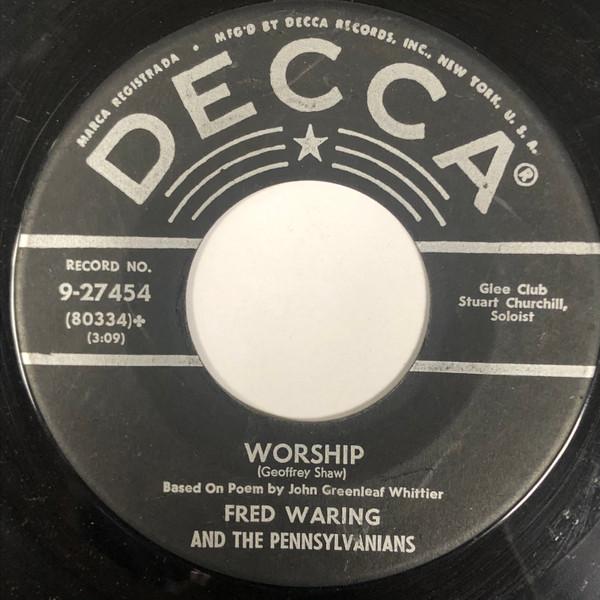 MARCA REGISTRADA • MFG'D BY DECCA RECORDS, INC., NEW YORK, U. S. A.
DECCA®
RECORD NO.
9-27454
(80334)✤
(3:09)
Glee Club
Stuart Churchill,
Soloist
WORSHIP
(Geoffrey Shaw)
Based On Poem by John Greenleaf Whittier
FRED WARING
AND THE PENNSYLVANIANS